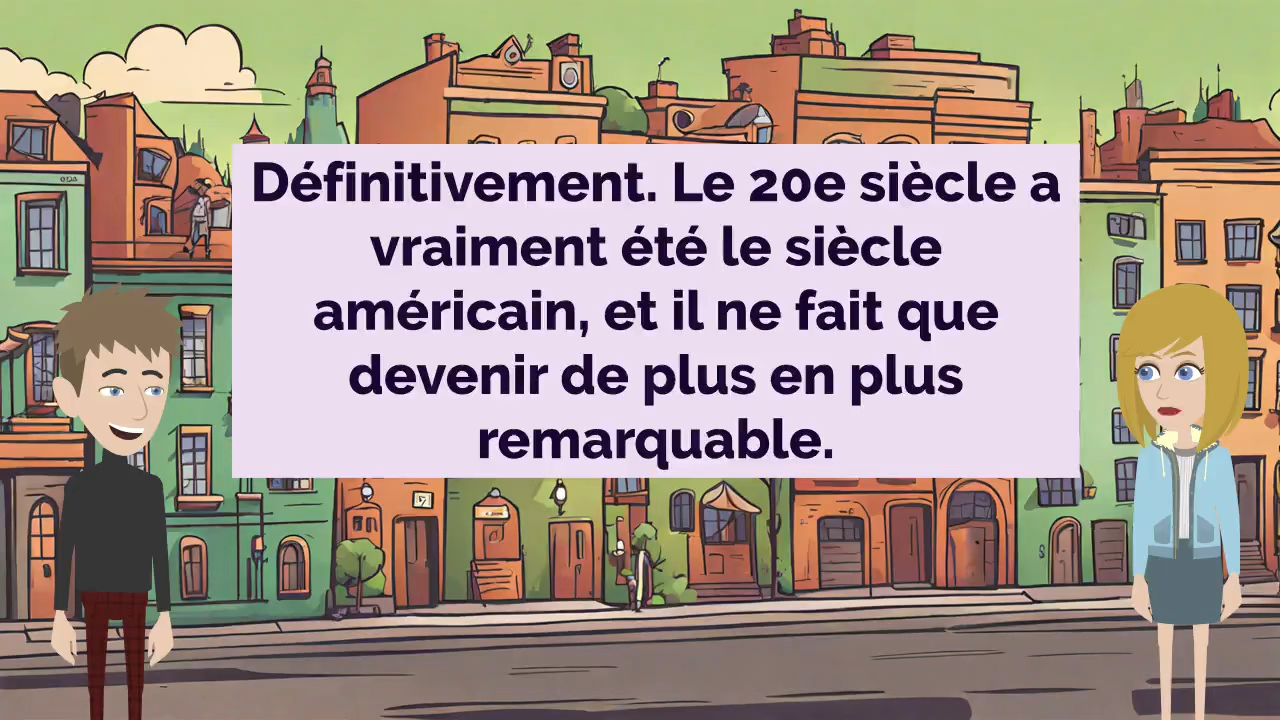 Définitivement. Le 20e siècle a
vraiment été le siècle
américain, et il ne fait que
devenir de plus en plus
remarquable.